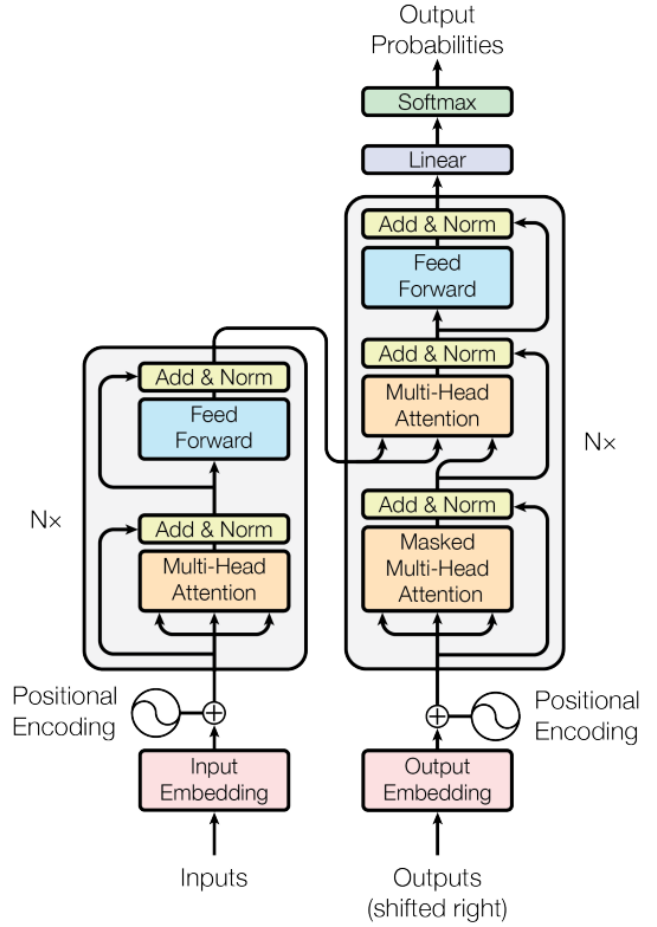 Output
Probabilities
Softmax
Linear
Add & Norm
Feed
Forward
Add & Norm
Multi-Head
Attention
Add & Norm
Masked
Multi-Head
Attention
N×
Add & Norm
Feed
Forward
Add & Norm
Multi-Head
Attention
N×
Positional
Encoding
Positional
Encoding
Input
Embedding
Output
Embedding
Inputs
Outputs
(shifted right)